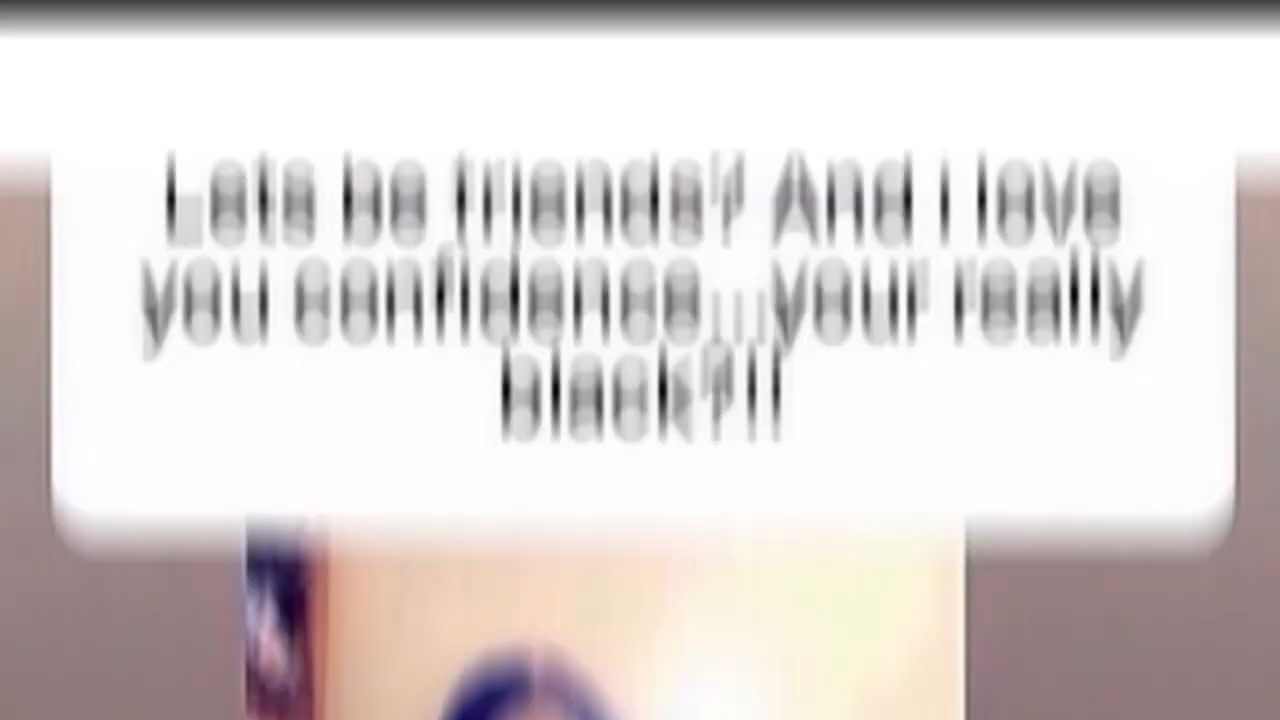 Lets be friends!? And i love
you confidence....your really
black?!!